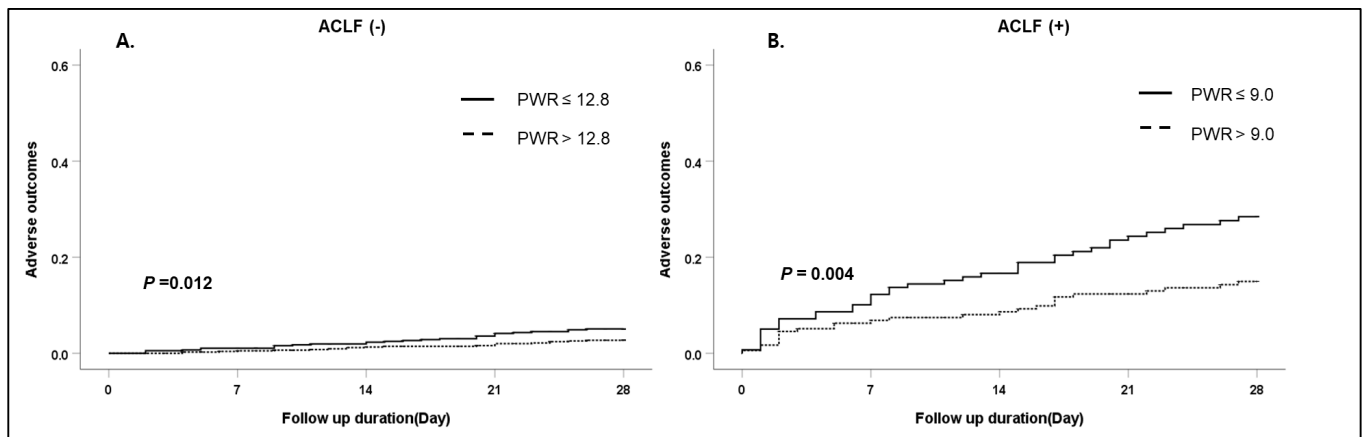 ACLF (-)
A.
0.6
0.4
0.2
0.0
Adverse outcomes
PWR ≤ 12.8
PWR > 12.8
P =0.012
0
7
14
21
28
Follow up duration(Day)
ACLF (+)
B.
0.6
0.4
0.2
0.0
Adverse outcomes
PWR ≤ 9.0
PWR > 9.0
P = 0.004
0
7
14
21
28
Follow up duration(Day)